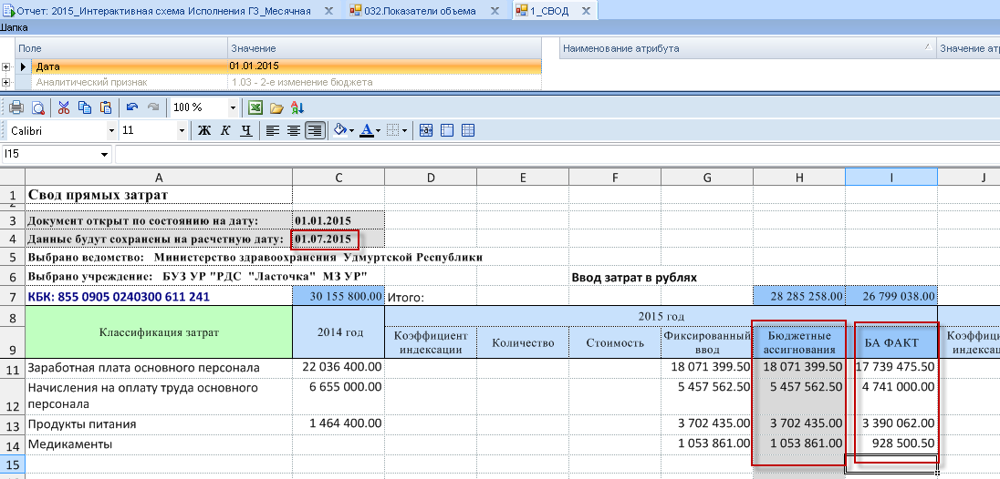 Отчет: 2015_Интерактивная схема Исполнения ГЗ_Месячная 032.Показатели объема 1_СВОД
Шапка
Поле Значение Наименование атрибута Значение атр
Дата 01.01.2015
Аналитический признак 1.03 - 2-е изменение бюджета
100 %
Calibri 11 Ж К Ч А
I15
A C D E F G H I J
1 Свод прямых затрат
2
3 Документ открыт по состоянию на дату: 01.01.2015
4 Данные будут сохранены на расчетную дату: 01.07.2015
5 Выбрано ведомство: Министерство здравоохранения Удмуртской Республики
6 Выбрано учреждение: БУЗ УР "РДС "Ласточка" МЗ УР" Ввод затрат в рублях
7 КБК: 855 0905 0240300 611 241 30 155 800.00 Итого: 28 285 258.00 26 799 038.00
8 Классификация затрат 2014 год 2015 год
9 Коэффициент индексации Количество Стоимость Фиксированный ввод Бюджетные ассигнования БА ФАКТ Коэффиц индексац
11 Заработная плата основного персонала 22 036 400.00 18 071 399.50 18 071 399.50 17 739 475.50
12 Начисления на оплату труда основного персонала 6 655 000.00 5 457 562.50 5 457 562.50 4 741 000.00
13 Продукты питания 1 464 400.00 3 702 435.00 3 702 435.00 3 390 062.00
14 Медикаменты 1 053 861.00 1 053 861.00 928 500.50
15